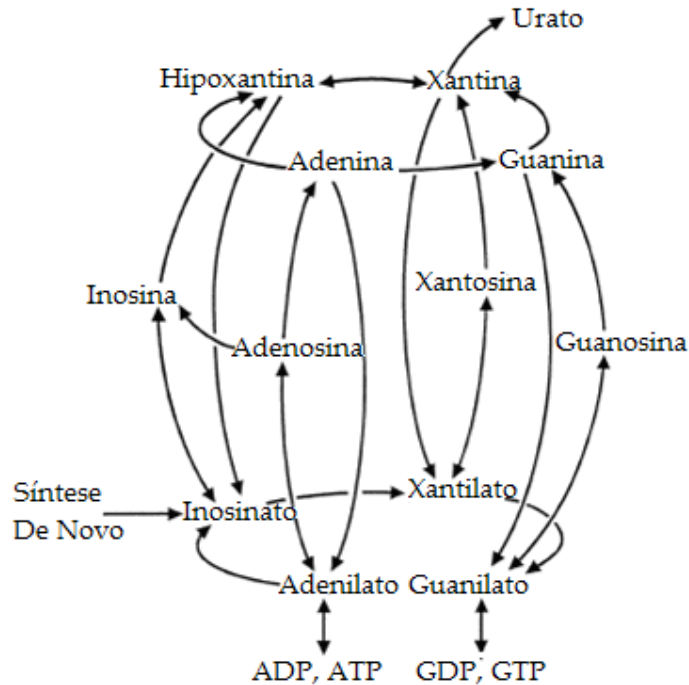 Urato
Hipoxantina
Xantina
Adenina
Guanina
Inosina
Xantosina
Adenosina
Guanosina
Síntese
De Novo
Inosinato
Xantilato
Adenilato
Guanilato
ADP, ATP
GDP, GTP